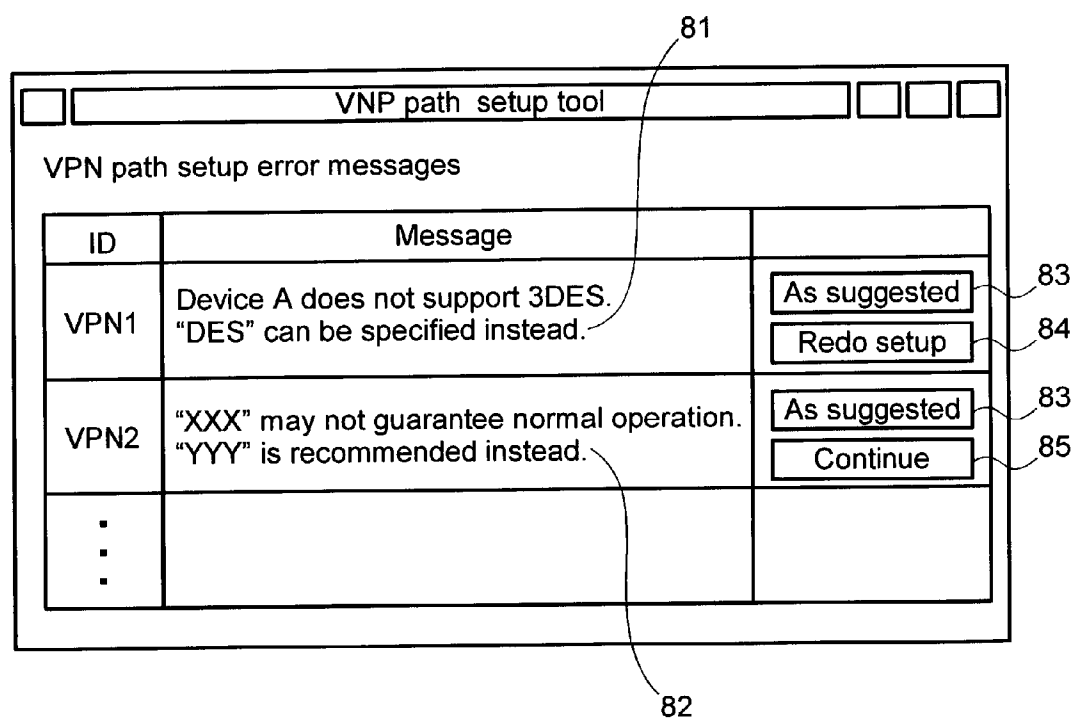 81
VNP path setup tool
VPN path setup error messages
ID
Message
VPN1
Device A does not support 3DES.
“DES” can be specified instead.
As suggested
83
Redo setup
84
VPN2
“XXX” may not guarantee normal operation.
“YYY” is recommended instead.
As suggested
83
Continue
85
82